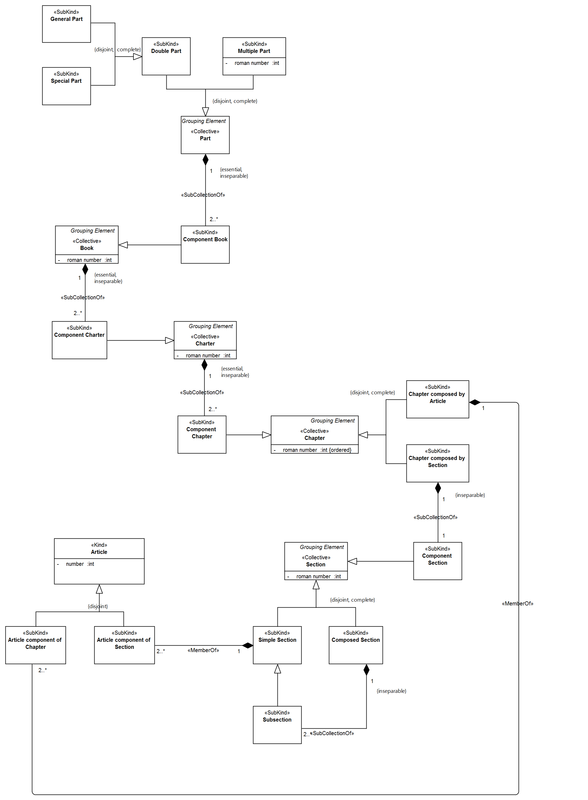 «SubKind»
General Part
(disjoint, complete)
«SubKind»
Double Part
«SubKind»
Multiple Part
- roman number :int
«SubKind»
Special Part
(disjoint, complete)
Grouping Element
«Collective»
Part
1
(essential,
inseparable)
«SubCollectionOf»
2..*
Grouping Element
«Collective»
Book
- roman number :int
«SubKind»
Component Book
1
(essential,
inseparable)
«SubCollectionOf»
2..*
«SubKind»
Component Charter
Grouping Element
«Collective»
Charter
- roman number :int
1
(essential,
inseparable)
«SubCollectionOf»
2..*
«SubKind»
Component
Chapter
Grouping Element
«Collective»
Chapter
- roman number :int {ordered}
(disjoint, complete)
«SubKind»
Chapter composed by
Article
1
«SubKind»
Chapter composed by
Section
1
(inseparable)
«SubCollectionOf»
1
«SubKind»
Component
Section
«Kind»
Article
- number :int
Grouping Element
«Collective»
Section
- roman number :int
(disjoint)
(disjoint, complete)
«MemberOf»
«SubKind»
Article component of
Chapter
2..*
«SubKind»
Article component of
Section
2..*
«MemberOf»
1
«SubKind»
Simple Section
«SubKind»
Composed Section
1
(inseparable)
«SubKind»
Subsection
2..*
«SubCollectionOf»